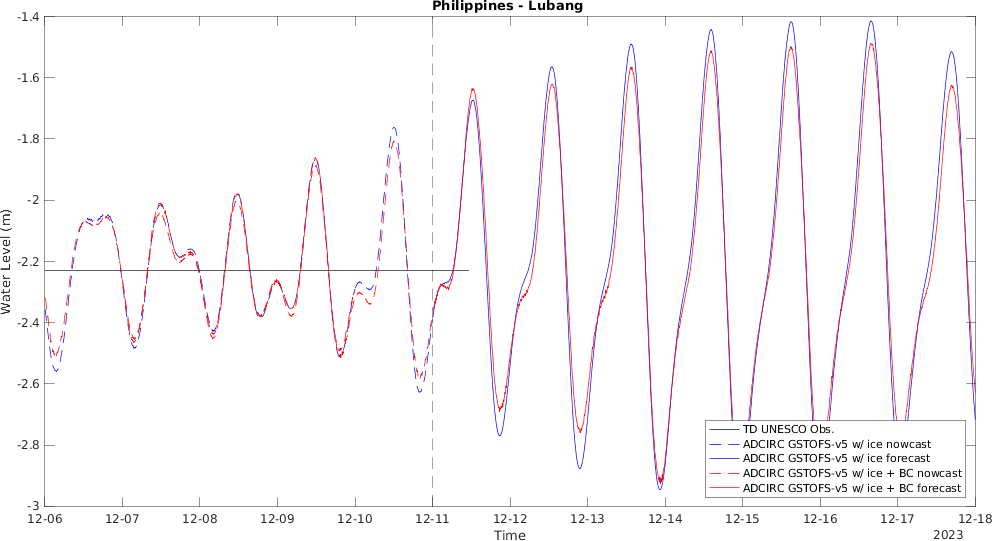 Philippines - Lubang
Water Level (m)
-1.4
-1.6
-1.8
-2
-2.2
-2.4
-2.6
-2.8
-3
TD UNESCO Obs.
ADCIRC GSTOFS-v5 w/ ice nowcast
ADCIRC GSTOFS-v5 w/ ice forecast
ADCIRC GSTOFS-v5 w/ ice + BC nowcast
ADCIRC GSTOFS-v5 w/ ice + BC forecast
12-06 12-07 12-08 12-09 12-10 12-11 12-12 12-13 12-14 12-15 12-16 12-17 12-18
Time
2023